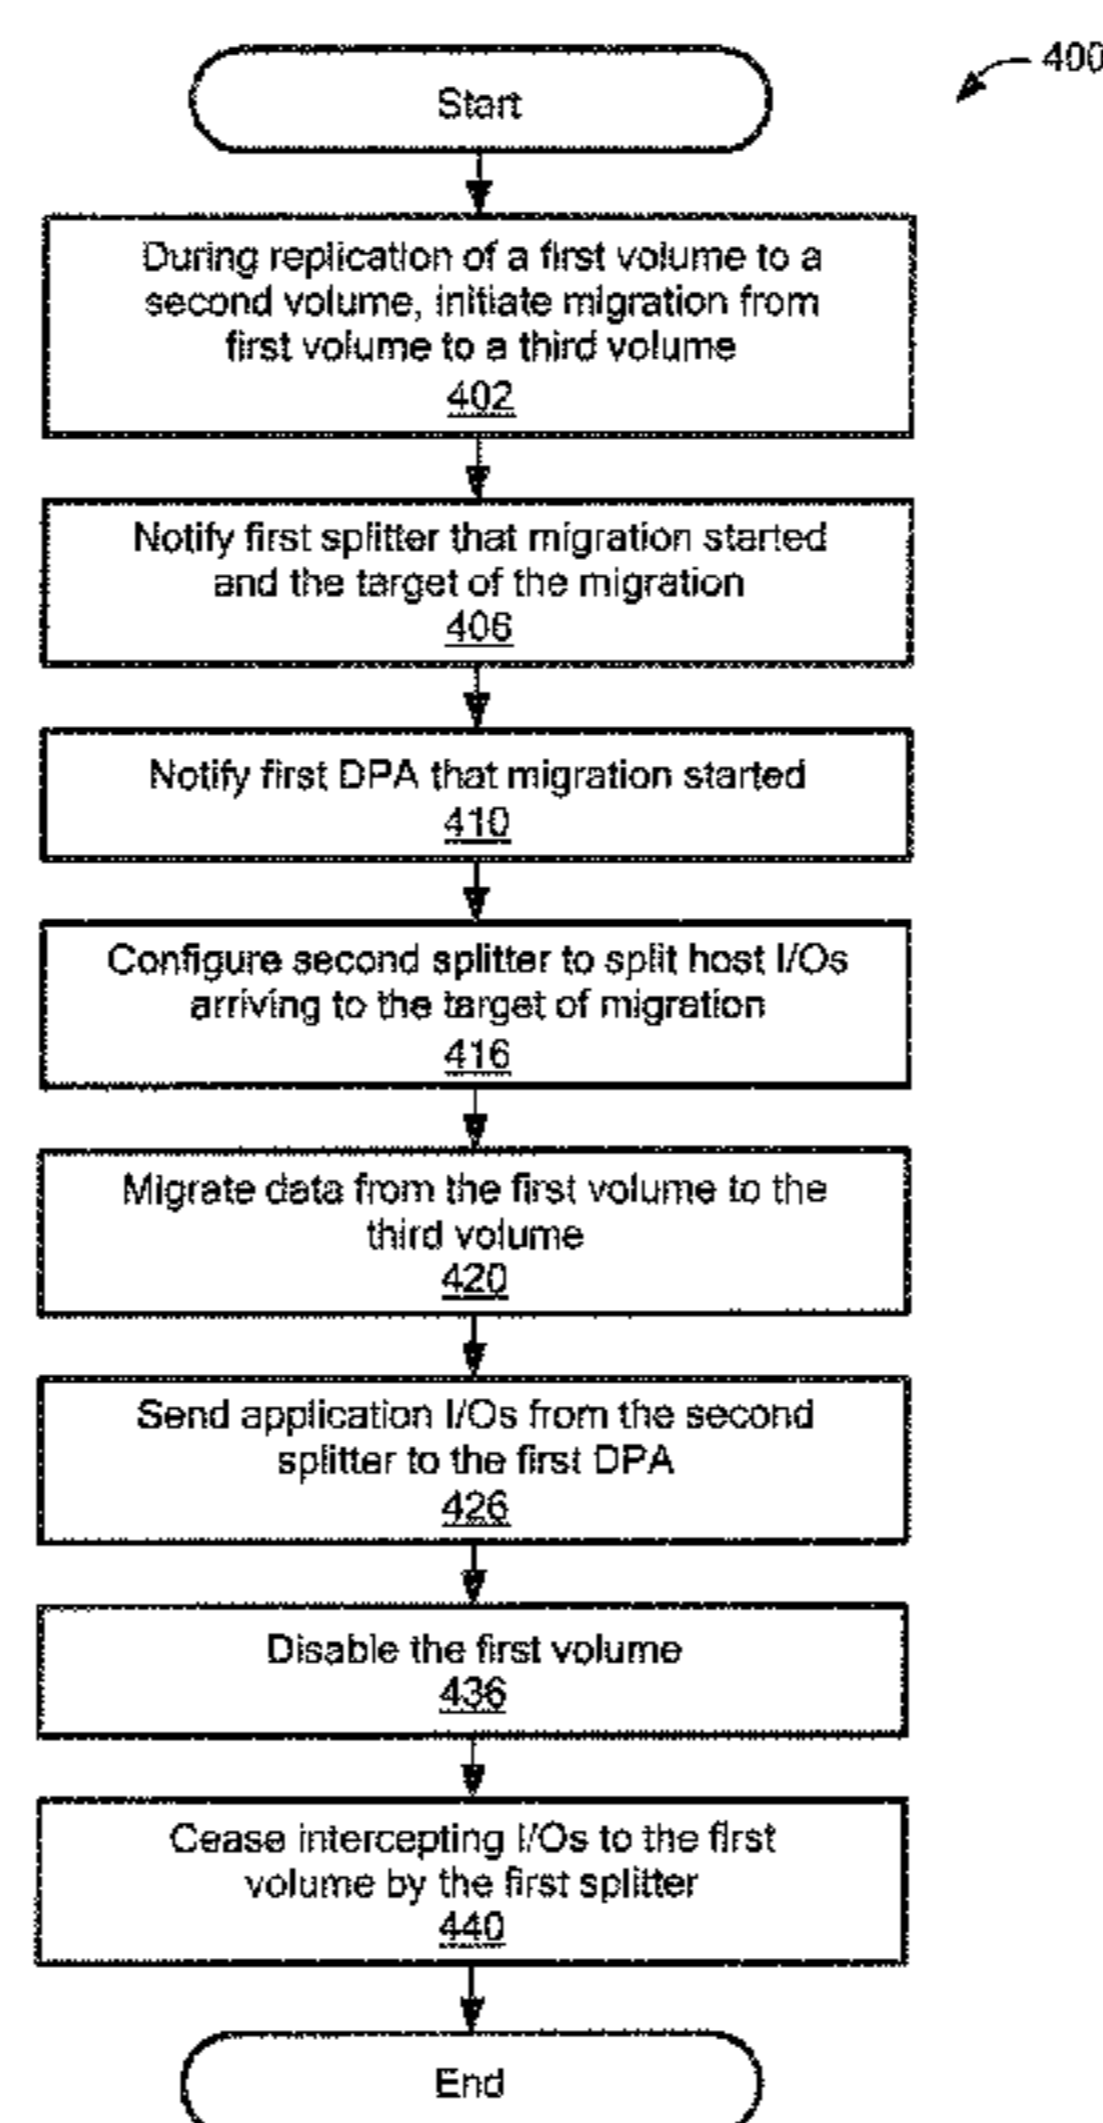 400
Start
During replication of a first volume to a
second volume, initiate migration from
first volume to a third volume
402
Notify first splitter that migration started
and the target of the migration
406
Notify first DPA that migration started
410
Configure second splitter to split host I/Os
arriving to the target of migration
416
Migrate data from the first volume to the
third volume
420
Send application I/Os from the second
splitter to the first DPA
426
Disable the first volume
436
Cease intercepting I/Os to the first
volume by the first splitter
440
End